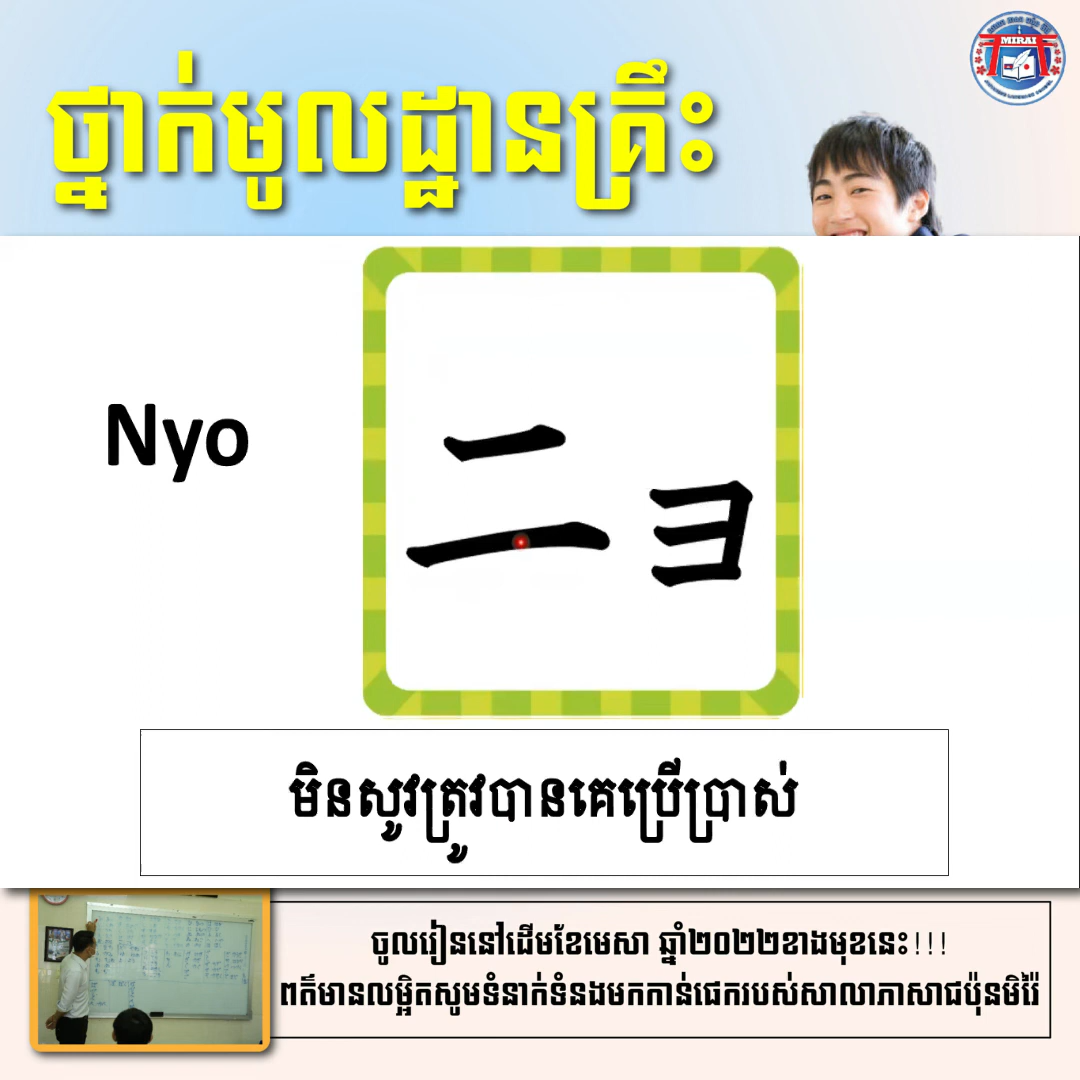 ថ្នាក់មូលដ្ឋានគ្រឹះ
MIRAI
Nyo
ニョ
មិនសូវត្រូវបានគេប្រើប្រាស់
ចូលរៀននៅដើមខែមេសា ឆ្នាំ២០២២ខាងមុខនេះ!!!
ពត៌មានលម្អិតសូមទំនាក់ទំនងមកកាន់ផេករបស់សាលាភាសាជប៉ុនមិរ៉ៃ